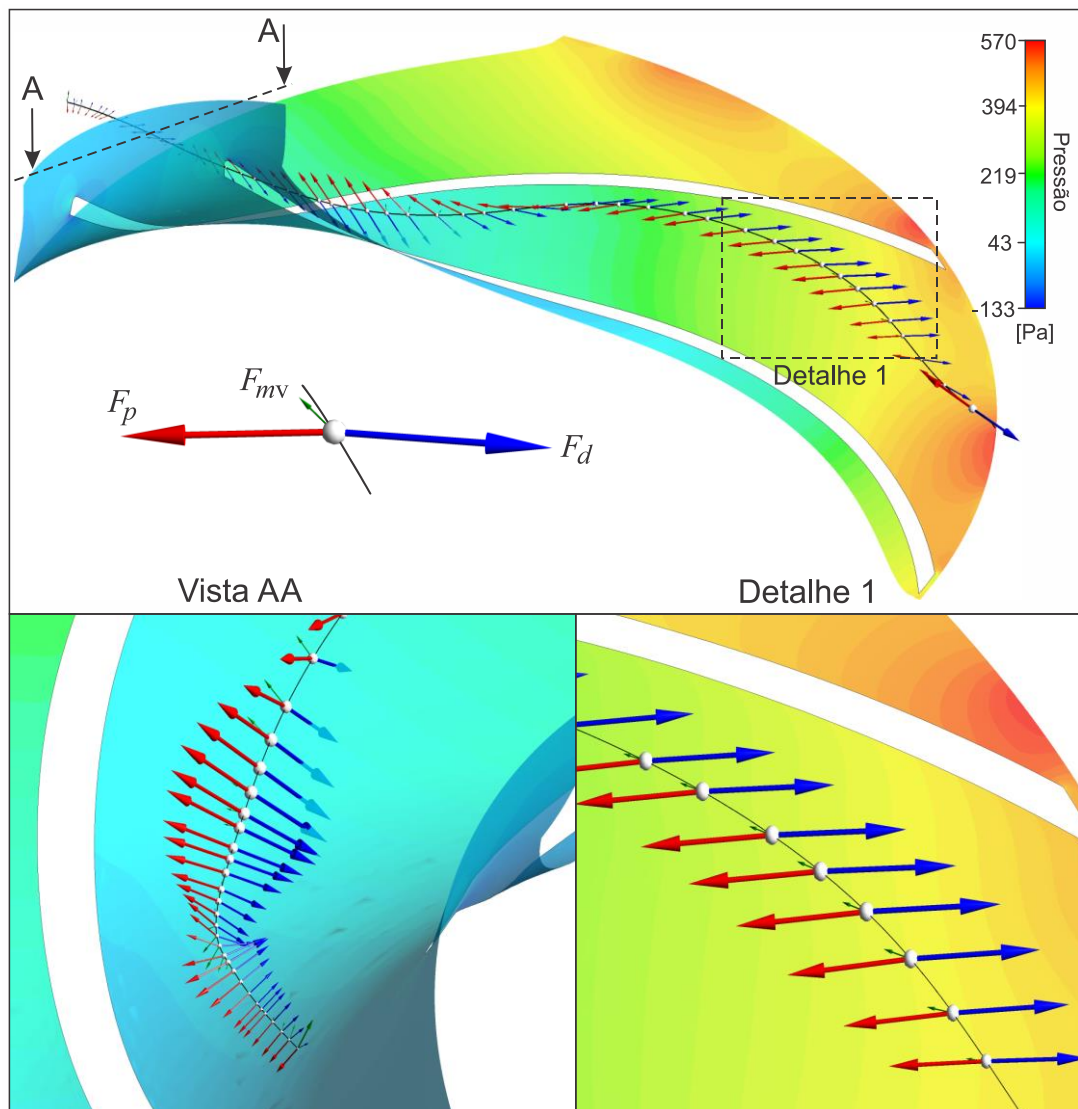 A
A
570
394
219
43
-133
[Pa]
Pressão
Detalhe 1
F_p
F_mv
F_d
Vista AA
Detalhe 1